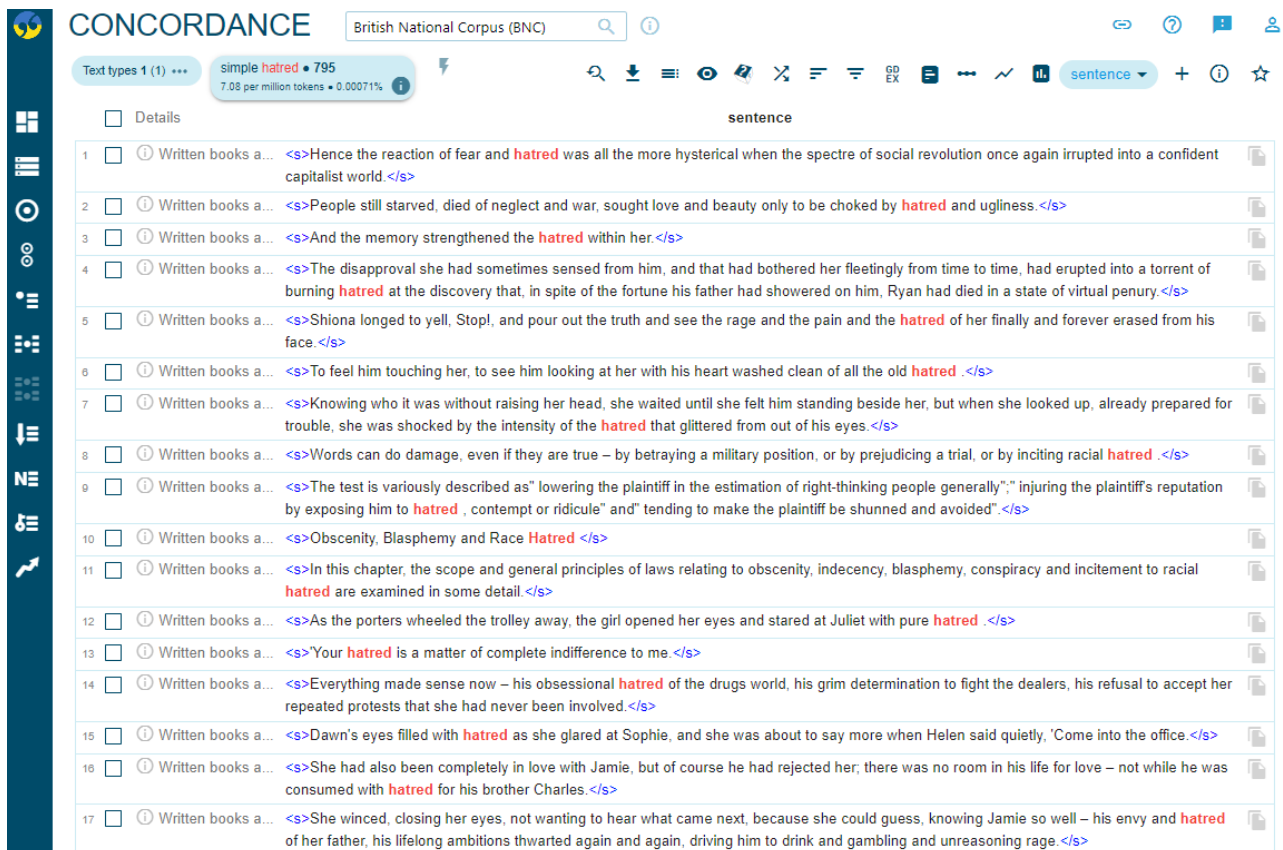 CONCORDANCE
British National Corpus (BNC)
Text types 1 (1) •••
simple hatred • 795
7.08 per million tokens • 0.00071%
GD
EX
sentence
Details
sentence
1 Written books a... <s>Hence the reaction of fear and hatred was all the more hysterical when the spectre of social revolution once again irrupted into a confident
capitalist world.</s>
2 Written books a... <s>People still starved, died of neglect and war, sought love and beauty only to be choked by hatred and ugliness.</s>
3 Written books a... <s>And the memory strengthened the hatred within her.</s>
4 Written books a... <s>The disapproval she had sometimes sensed from him, and that had bothered her fleetingly from time to time, had erupted into a torrent of
burning hatred at the discovery that, in spite of the fortune his father had showered on him, Ryan had died in a state of virtual penury.</s>
5 Written books a... <s>Shiona longed to yell, Stop!, and pour out the truth and see the rage and the pain and the hatred of her finally and forever erased from his
face.</s>
6 Written books a... <s>To feel him touching her, to see him looking at her with his heart washed clean of all the old hatred .</s>
7 Written books a... <s>Knowing who it was without raising her head, she waited until she felt him standing beside her, but when she looked up, already prepared for
trouble, she was shocked by the intensity of the hatred that glittered from out of his eyes.</s>
8 Written books a... <s>Words can do damage, even if they are true – by betraying a military position, or by prejudicing a trial, or by inciting racial hatred .</s>
9 Written books a... <s>The test is variously described as" lowering the plaintiff in the estimation of right-thinking people generally";" injuring the plaintiff's reputation
by exposing him to hatred , contempt or ridicule" and" tending to make the plaintiff be shunned and avoided".</s>
10 Written books a... <s>Obscenity, Blasphemy and Race Hatred </s>
11 Written books a... <s>In this chapter, the scope and general principles of laws relating to obscenity, indecency, blasphemy, conspiracy and incitement to racial
hatred are examined in some detail.</s>
12 Written books a... <s>As the porters wheeled the trolley away, the girl opened her eyes and stared at Juliet with pure hatred .</s>
13 Written books a... <s>'Your hatred is a matter of complete indifference to me.</s>
14 Written books a... <s>Everything made sense now – his obsessional hatred of the drugs world, his grim determination to fight the dealers, his refusal to accept her
repeated protests that she had never been involved.</s>
15 Written books a... <s>Dawn's eyes filled with hatred as she glared at Sophie, and she was about to say more when Helen said quietly, 'Come into the office.</s>
16 Written books a... <s>She had also been completely in love with Jamie, but of course he had rejected her; there was no room in his life for love – not while he was
consumed with hatred for his brother Charles.</s>
17 Written books a... <s>She winced, closing her eyes, not wanting to hear what came next, because she could guess, knowing Jamie so well – his envy and hatred
of her father, his lifelong ambitions thwarted again and again, driving him to drink and gambling and unreasoning rage.</s>